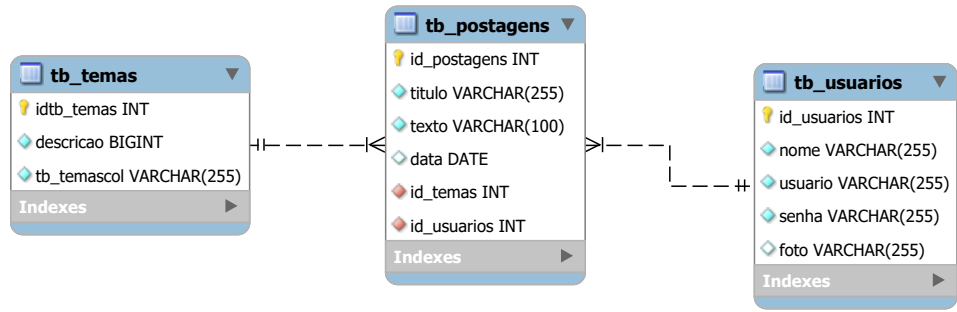 tb_temas
idtb_temas INT
descricao BIGINT
tb_temascol VARCHAR(255)
Indexes
tb_postagens
id_postagens INT
titulo VARCHAR(255)
texto VARCHAR(100)
data DATE
id_temas INT
id_usuarios INT
Indexes
tb_usuarios
id_usuarios INT
nome VARCHAR(255)
usuario VARCHAR(255)
senha VARCHAR(255)
foto VARCHAR(255)
Indexes